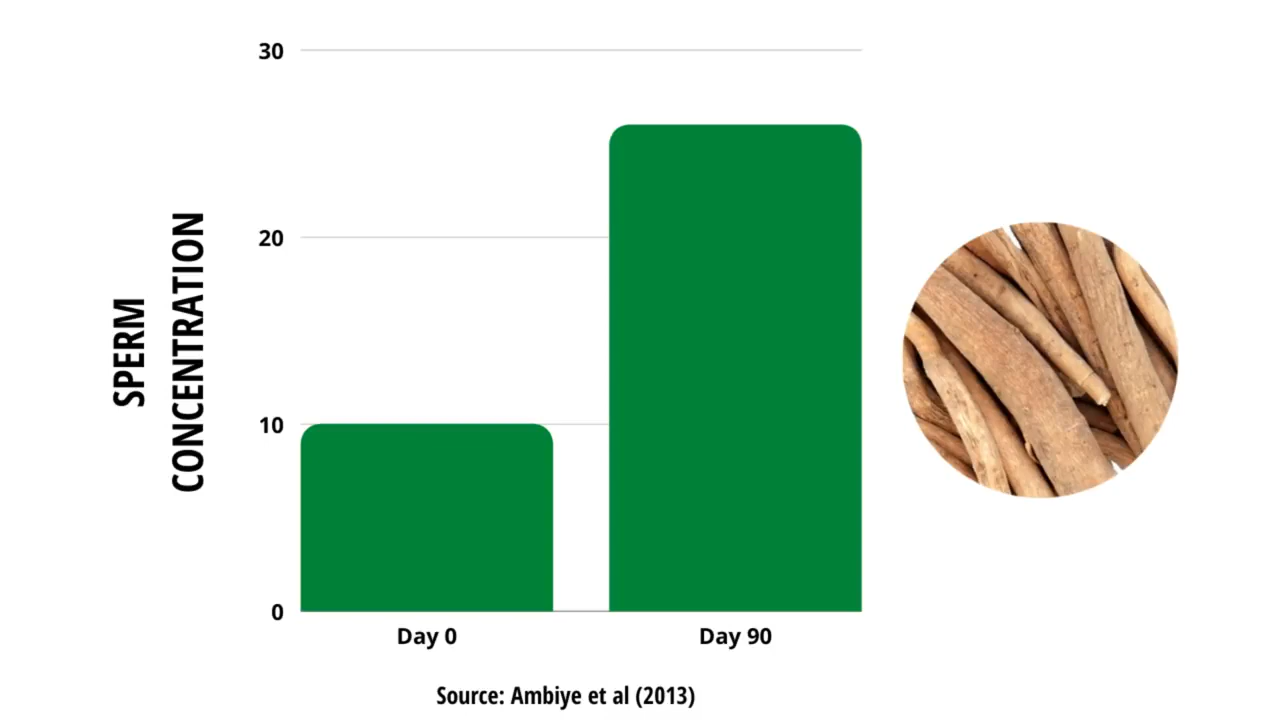 30
20
10
0
SPERM
CONCENTRATION
Day 0
Day 90
Source: Ambiye et al (2013)